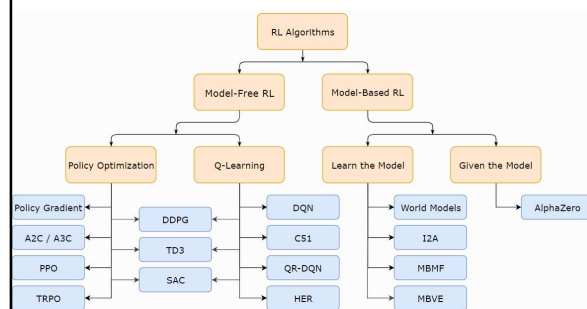 RL Algorithms
Model-Free RL
Model-Based RL
Policy Optimization
Q-Learning
Learn the Model
Given the Model
Policy Gradient
DDPG
DQN
World Models
AlphaZero
A2C / A3C
TD3
C51
I2A
PPO
SAC
QR-DQN
MBMF
TRPO
HER
MBVE